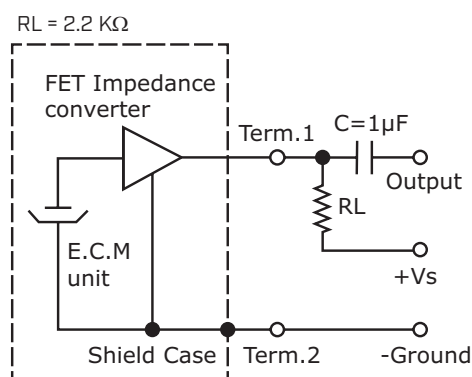 RL = 2.2 KΩ
FET Impedance
converter
Term.1
C=1µF
Output
RL
E.C.M
unit
+Vs
Shield Case
Term.2
-Ground